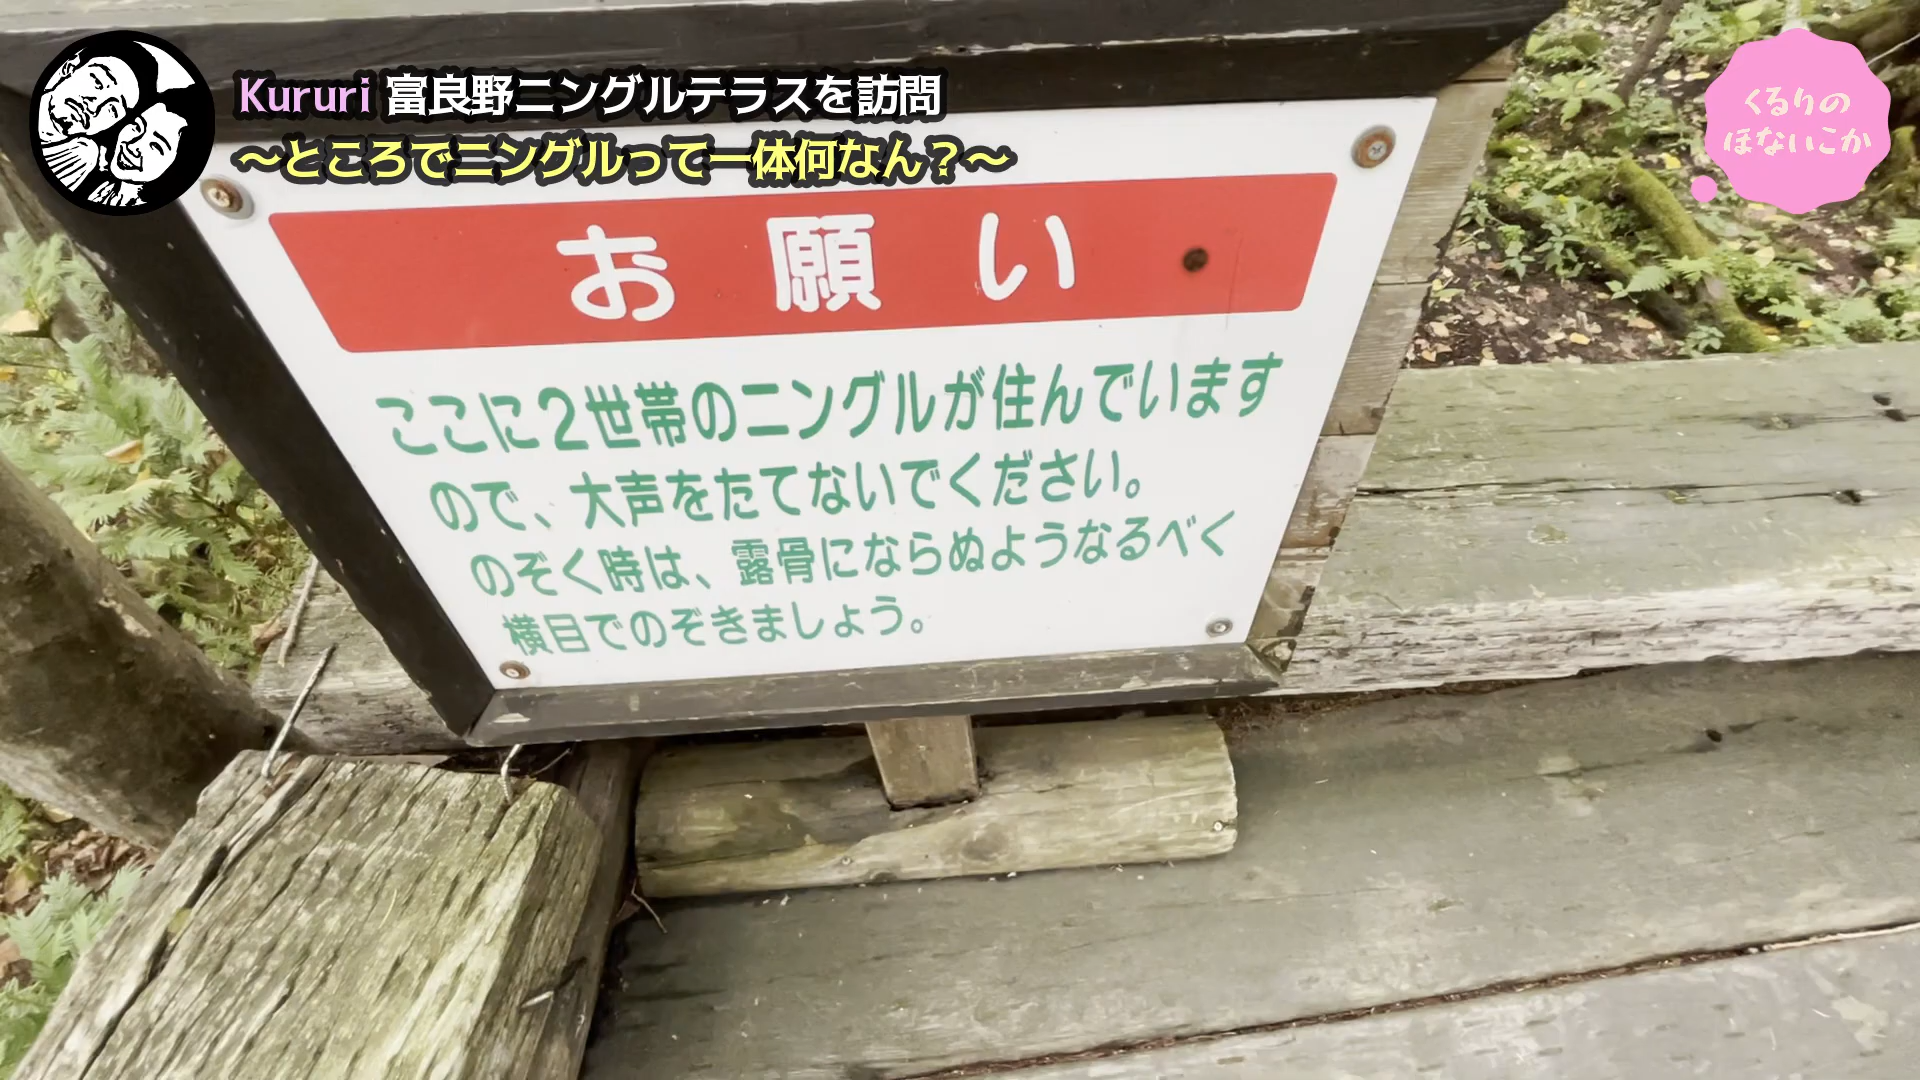 Kururi 富良野ニングルテラスを訪問
～ところでニングルって一体何なん？～
くるりの
ほないこか
お願い
ここに2世帯のニングルが住んでいます
ので、大声をたてないでください。
のぞく時は、露骨にならぬようなるべく
横目でのぞきましょう。